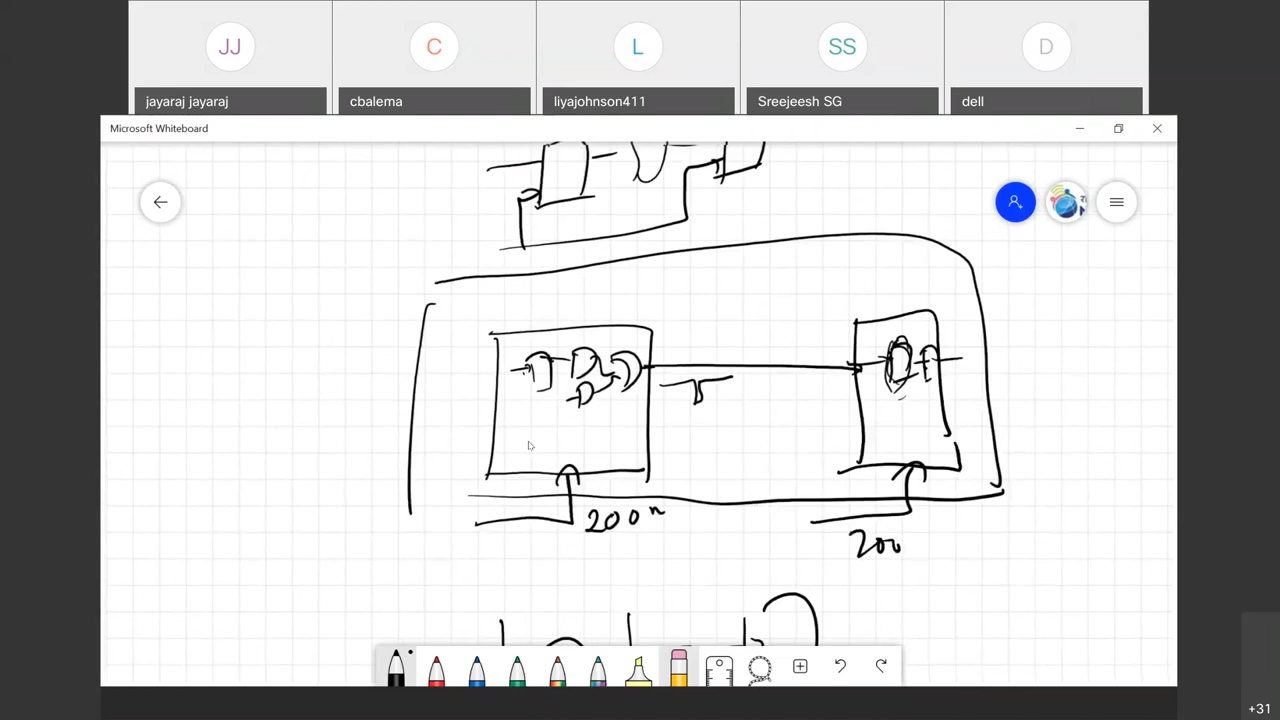 JJ C L SS D
jayaraj jayaraj cbalema liyajohnson411 Sreejeesh SG dell
Microsoft Whiteboard
200
200
+31